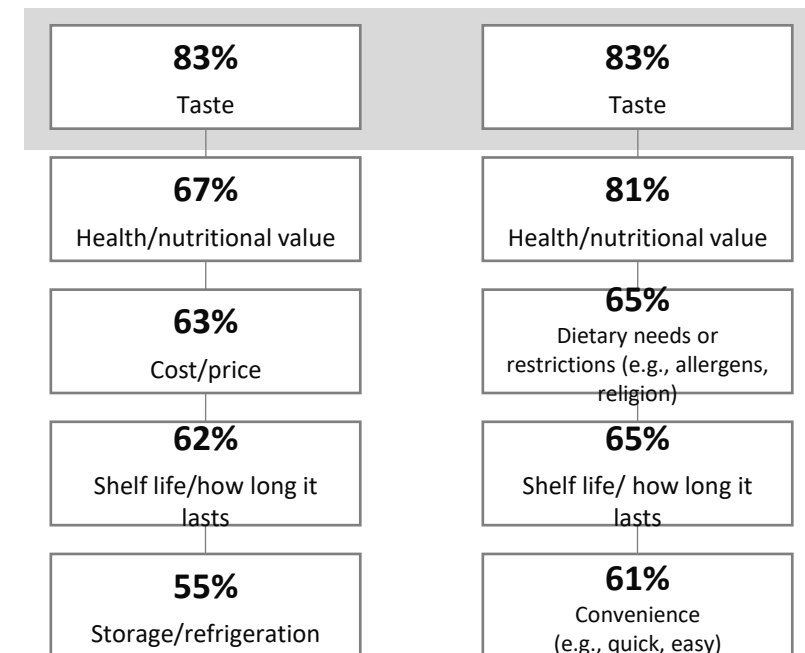 83%
Taste
67%
Health/nutritional value
63%
Cost/price
62%
Shelf life/how long it
lasts
55%
Storage/refrigeration
83%
Taste
81%
Health/nutritional value
65%
Dietary needs or
restrictions (e.g., allergens,
religion)
65%
Shelf life/ how long it
lasts
61%
Convenience
(e.g., quick, easy)